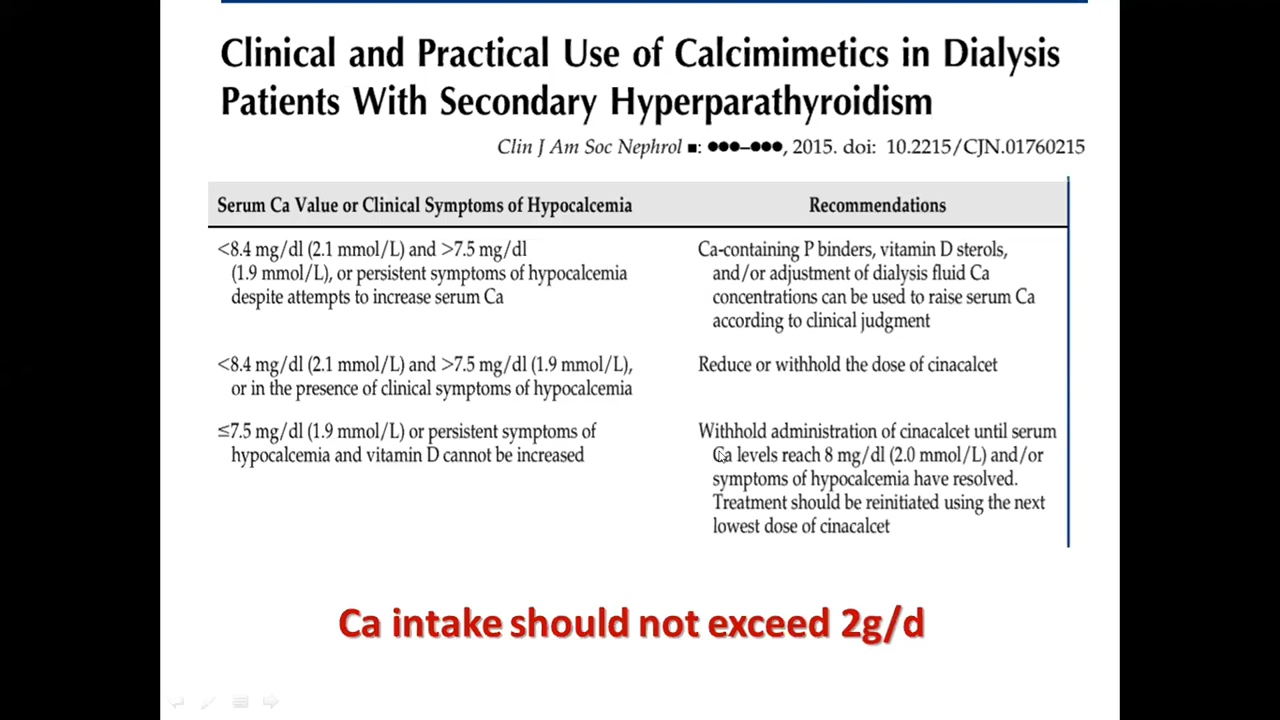 Clinical and Practical Use of Calcimimetics in Dialysis
Patients With Secondary Hyperparathyroidism
Clin J Am Soc Nephrol ■: ●●●–●●●, 2015. doi: 10.2215/CJN.01760215
Serum Ca Value or Clinical Symptoms of Hypocalcemia Recommendations
<8.4 mg/dl (2.1 mmol/L) and >7.5 mg/dl
(1.9 mmol/L), or persistent symptoms of hypocalcemia
despite attempts to increase serum Ca
Ca-containing P binders, vitamin D sterols,
and/or adjustment of dialysis fluid Ca
concentrations can be used to raise serum Ca
according to clinical judgment
<8.4 mg/dl (2.1 mmol/L) and >7.5 mg/dl (1.9 mmol/L),
or in the presence of clinical symptoms of hypocalcemia
Reduce or withhold the dose of cinacalcet
≤7.5 mg/dl (1.9 mmol/L) or persistent symptoms of
hypocalcemia and vitamin D cannot be increased
Withhold administration of cinacalcet until serum
Ca levels reach 8 mg/dl (2.0 mmol/L) and/or
symptoms of hypocalcemia have resolved.
Treatment should be reinitiated using the next
lowest dose of cinacalcet
Ca intake should not exceed 2g/d